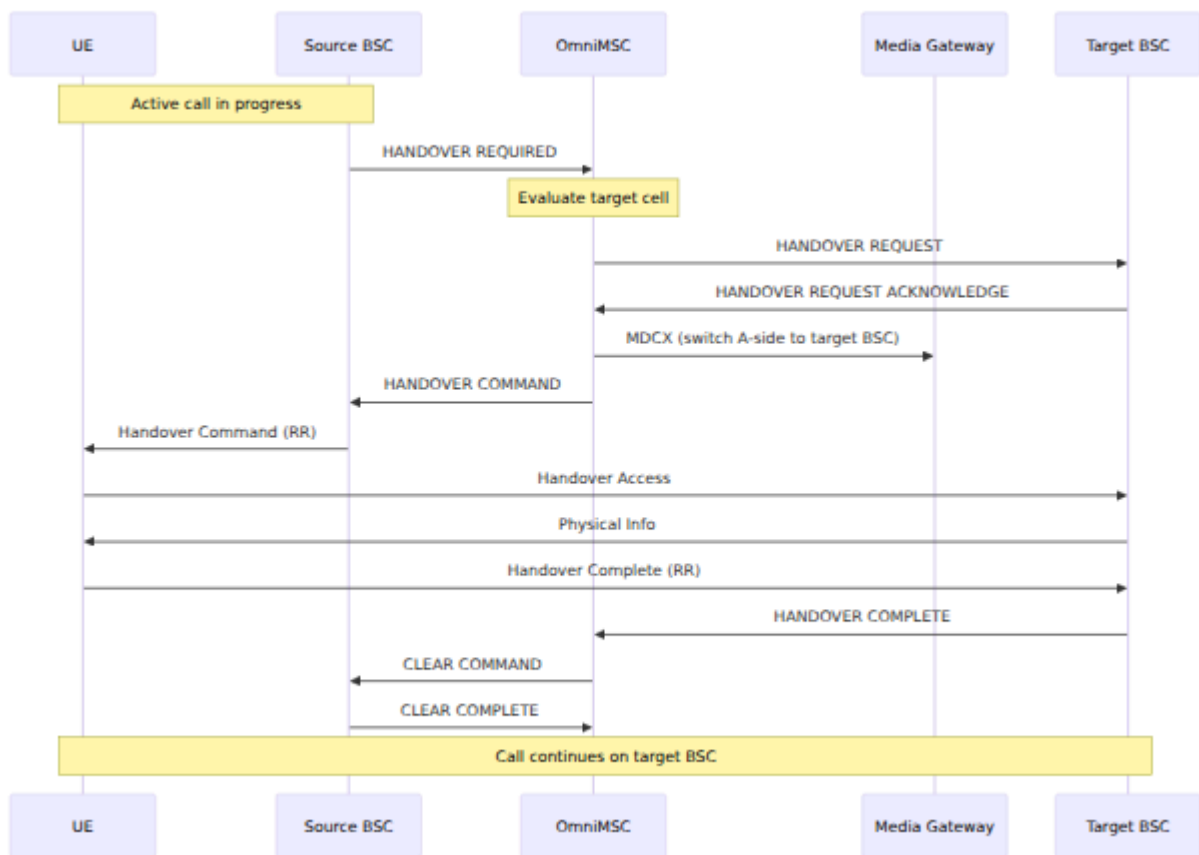 UE
Source BSC
OmniMSC
Media Gateway
Target BSC
Active call in progress
HANDOVER REQUIRED
Evaluate target cell
HANDOVER REQUEST
HANDOVER REQUEST ACKNOWLEDGE
MDCX (switch A-side to target BSC)
HANDOVER COMMAND
Handover Command (RR)
Handover Access
Physical Info
Handover Complete (RR)
HANDOVER COMPLETE
CLEAR COMMAND
CLEAR COMPLETE
Call continues on target BSC
UE
Source BSC
OmniMSC
Media Gateway
Target BSC